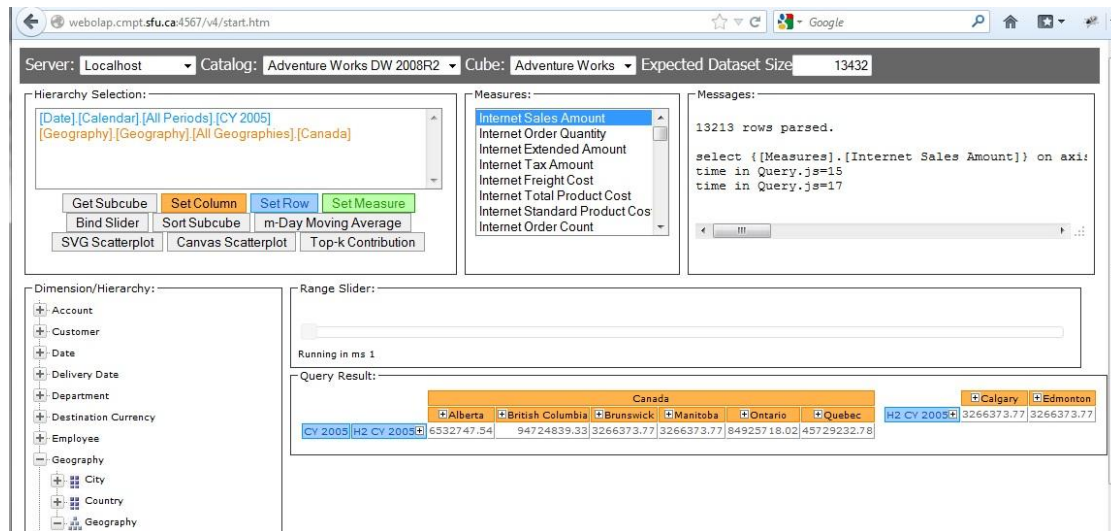 webolap.cmpt.sfu.ca:4567/v4/start.htm
Google
Server: Localhost Catalog: Adventure Works DW 2008R2 Cube: Adventure Works Expected Dataset Size 13432
Hierarchy Selection:
[Date].[Calendar].[All Periods].[CY 2005]
[Geography].[Geography].[All Geographies].[Canada]
Get Subcube Set Column Set Row Set Measure
Bind Slider Sort Subcube m-Day Moving Average
SVG Scatterplot Canvas Scatterplot Top-k Contribution
Measures:
Internet Sales Amount
Internet Order Quantity
Internet Extended Amount
Internet Tax Amount
Internet Freight Cost
Internet Total Product Cost
Internet Standard Product Cos
Internet Order Count
Messages:
13213 rows parsed.
select {[Measures].[Internet Sales Amount]} on axi
time in Query.js=15
time in Query.js=17
Dimension/Hierarchy:
Account
Customer
Date
Delivery Date
Department
Destination Currency
Employee
Geography
City
Country
Geography
Range Slider:
Running in ms 1
Query Result:
Canada
Alberta British Columbia Brunswick Manitoba Ontario Quebec
CY 2005 H2 CY 2005 6532747.54 94724839.33 3266373.77 3266373.77 84925718.02 45729232.78
Calgary Edmonton
H2 CY 2005 3266373.77 3266373.77